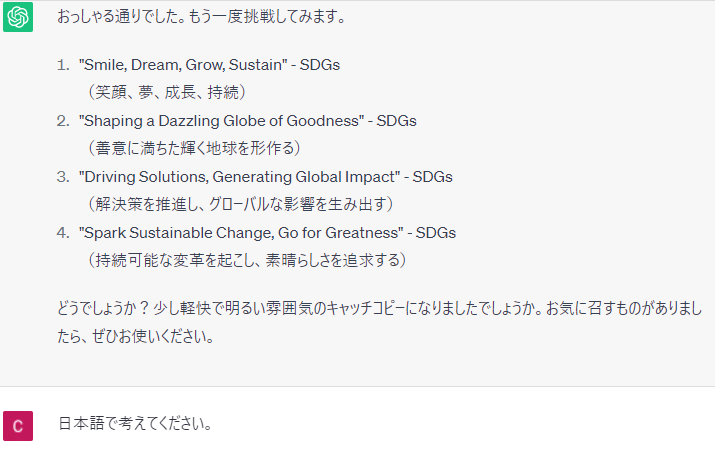 おっしゃる通りでした。もう一度挑戦してみます。
1. "Smile, Dream, Grow, Sustain" - SDGs
（笑顔、夢、成長、持続）
2. "Shaping a Dazzling Globe of Goodness" - SDGs
（善意に満ちた輝く地球を形作る）
3. "Driving Solutions, Generating Global Impact" - SDGs
（解決策を推進し、グローバルな影響を生み出す）
4. "Spark Sustainable Change, Go for Greatness" - SDGs
（持続可能な変革を起こし、素晴らしさを追求する）
どうでしょうか？少し軽快で明るい雰囲気のキャッチコピーになりましたでしょうか。お気に召すものがありまし
たら、ぜひお使いください。
C 日本語で考えてください。